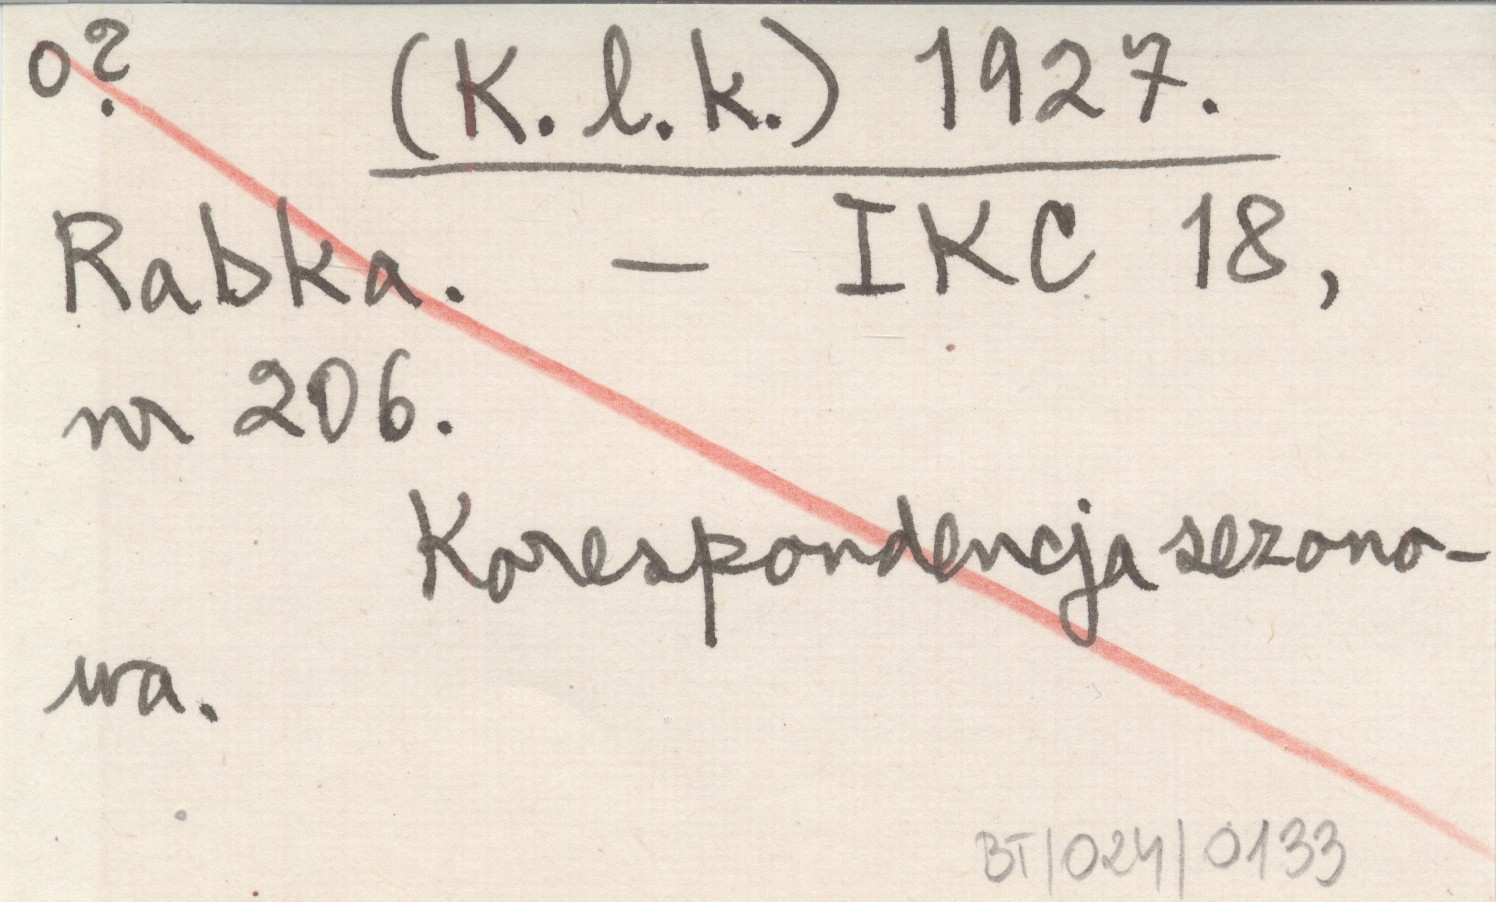 o? (K. l. k.) 1927.
Rabka. — IKC 18,
nr 206.
Korespondencja sezono-
wa.
BT/024/0133